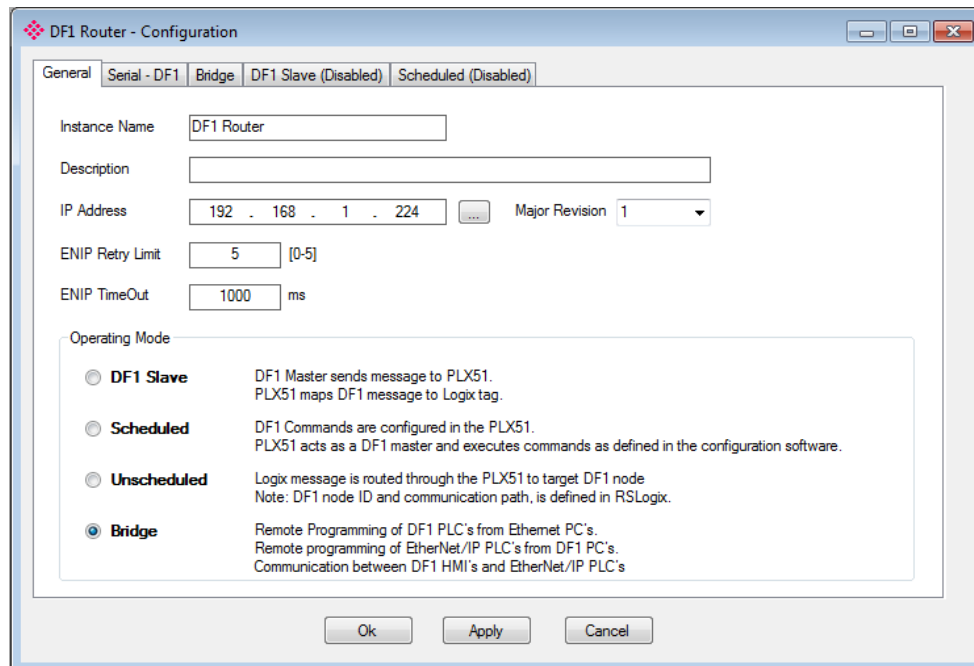 DF1 Router - Configuration
General Serial - DF1 Bridge DF1 Slave (Disabled) Scheduled (Disabled)
Instance Name DF1 Router
Description
IP Address 192 . 168 . 1 . 224 ... Major Revision 1
ENIP Retry Limit 5 [0-5]
ENIP TimeOut 1000 ms
Operating Mode
DF1 Slave DF1 Master sends message to PLX51.
PLX51 maps DF1 message to Logix tag.
Scheduled DF1 Commands are configured in the PLX51.
PLX51 acts as a DF1 master and executes commands as defined in the configuration software.
Unscheduled Logix message is routed through the PLX51 to target DF1 node
Note: DF1 node ID and communication path, is defined in RSLogix.
Bridge Remote Programming of DF1 PLC's from Ethernet PC's.
Remote programming of EtherNet/IP PLC's from DF1 PC's.
Communication between DF1 HMI's and EtherNet/IP PLC's
Ok Apply Cancel